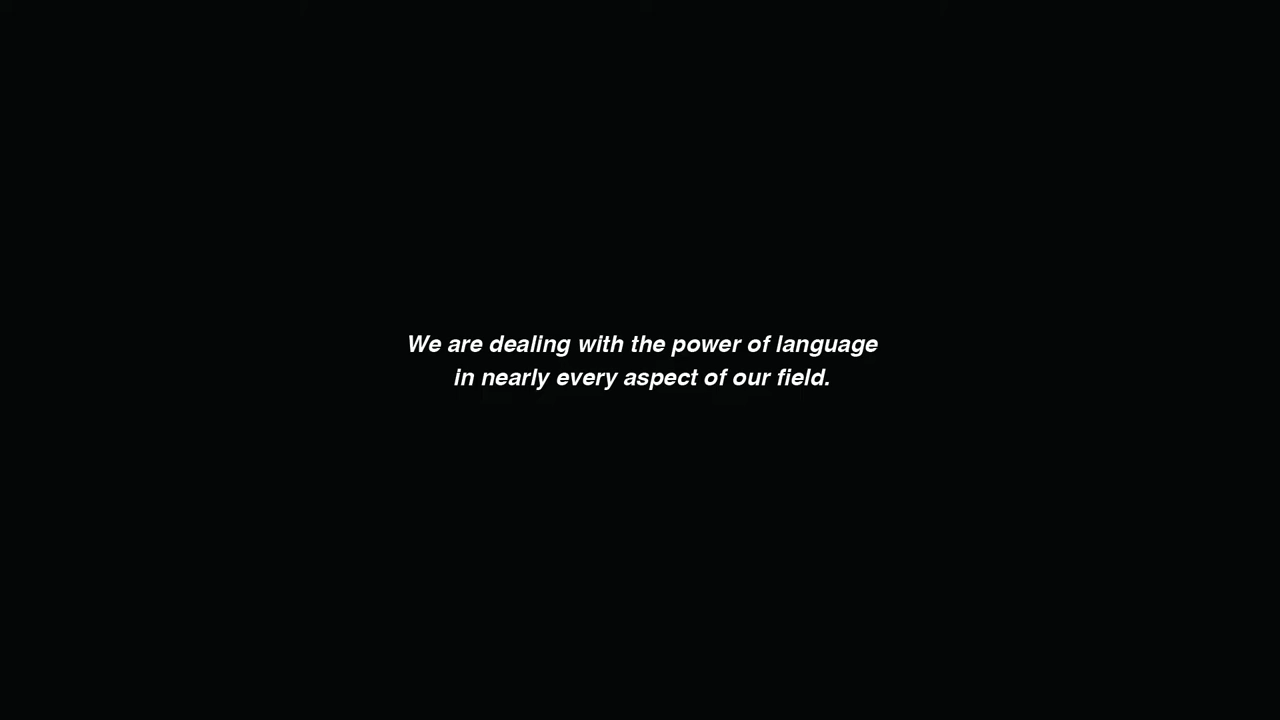 We are dealing with the power of language
in nearly every aspect of our field.